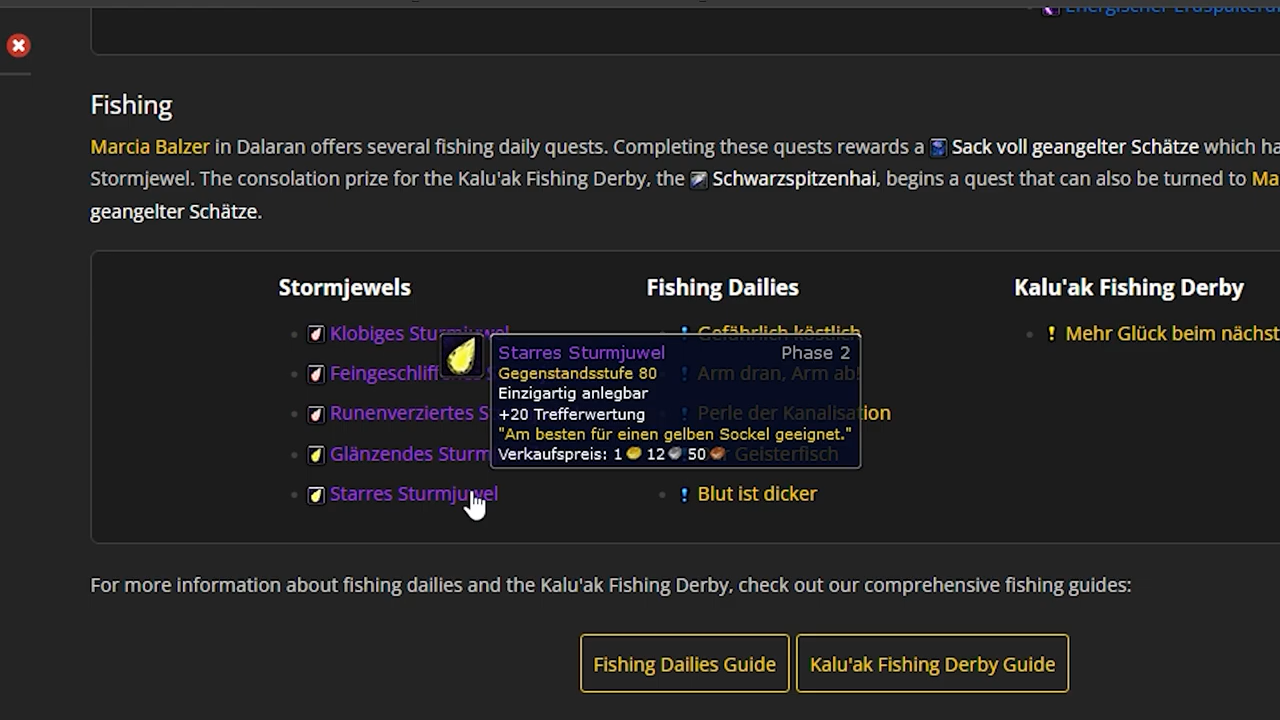 Energischer Erdspalter
Fishing
Marcia Balzer in Dalaran offers several fishing daily quests. Completing these quests rewards a Sack voll geangelter Schätze which ha
Stormjewel. The consolation prize for the Kalu'ak Fishing Derby, the Schwarzspitzenhai, begins a quest that can also be turned to Ma
geangelter Schätze.
Stormjewels
Klobiges Sturmjuwel
Feingeschliff
Runenverziertes S
Glänzendes Sturm
Starres Sturmjuwel
Starres Sturmjuwel Phase 2
Gegenstandsstufe 80
Einzigartig anlegbar
+20 Trefferwertung
"Am besten für einen gelben Sockel geeignet."
Verkaufspreis: 1 12 50
Fishing Dailies
Gefährlich köstlich
Arm dran, Arm ab!
Perle der Kanalisation
Geisterfisch
Blut ist dicker
Kalu'ak Fishing Derby
Mehr Glück beim nächst
For more information about fishing dailies and the Kalu'ak Fishing Derby, check out our comprehensive fishing guides:
Fishing Dailies Guide
Kalu'ak Fishing Derby Guide